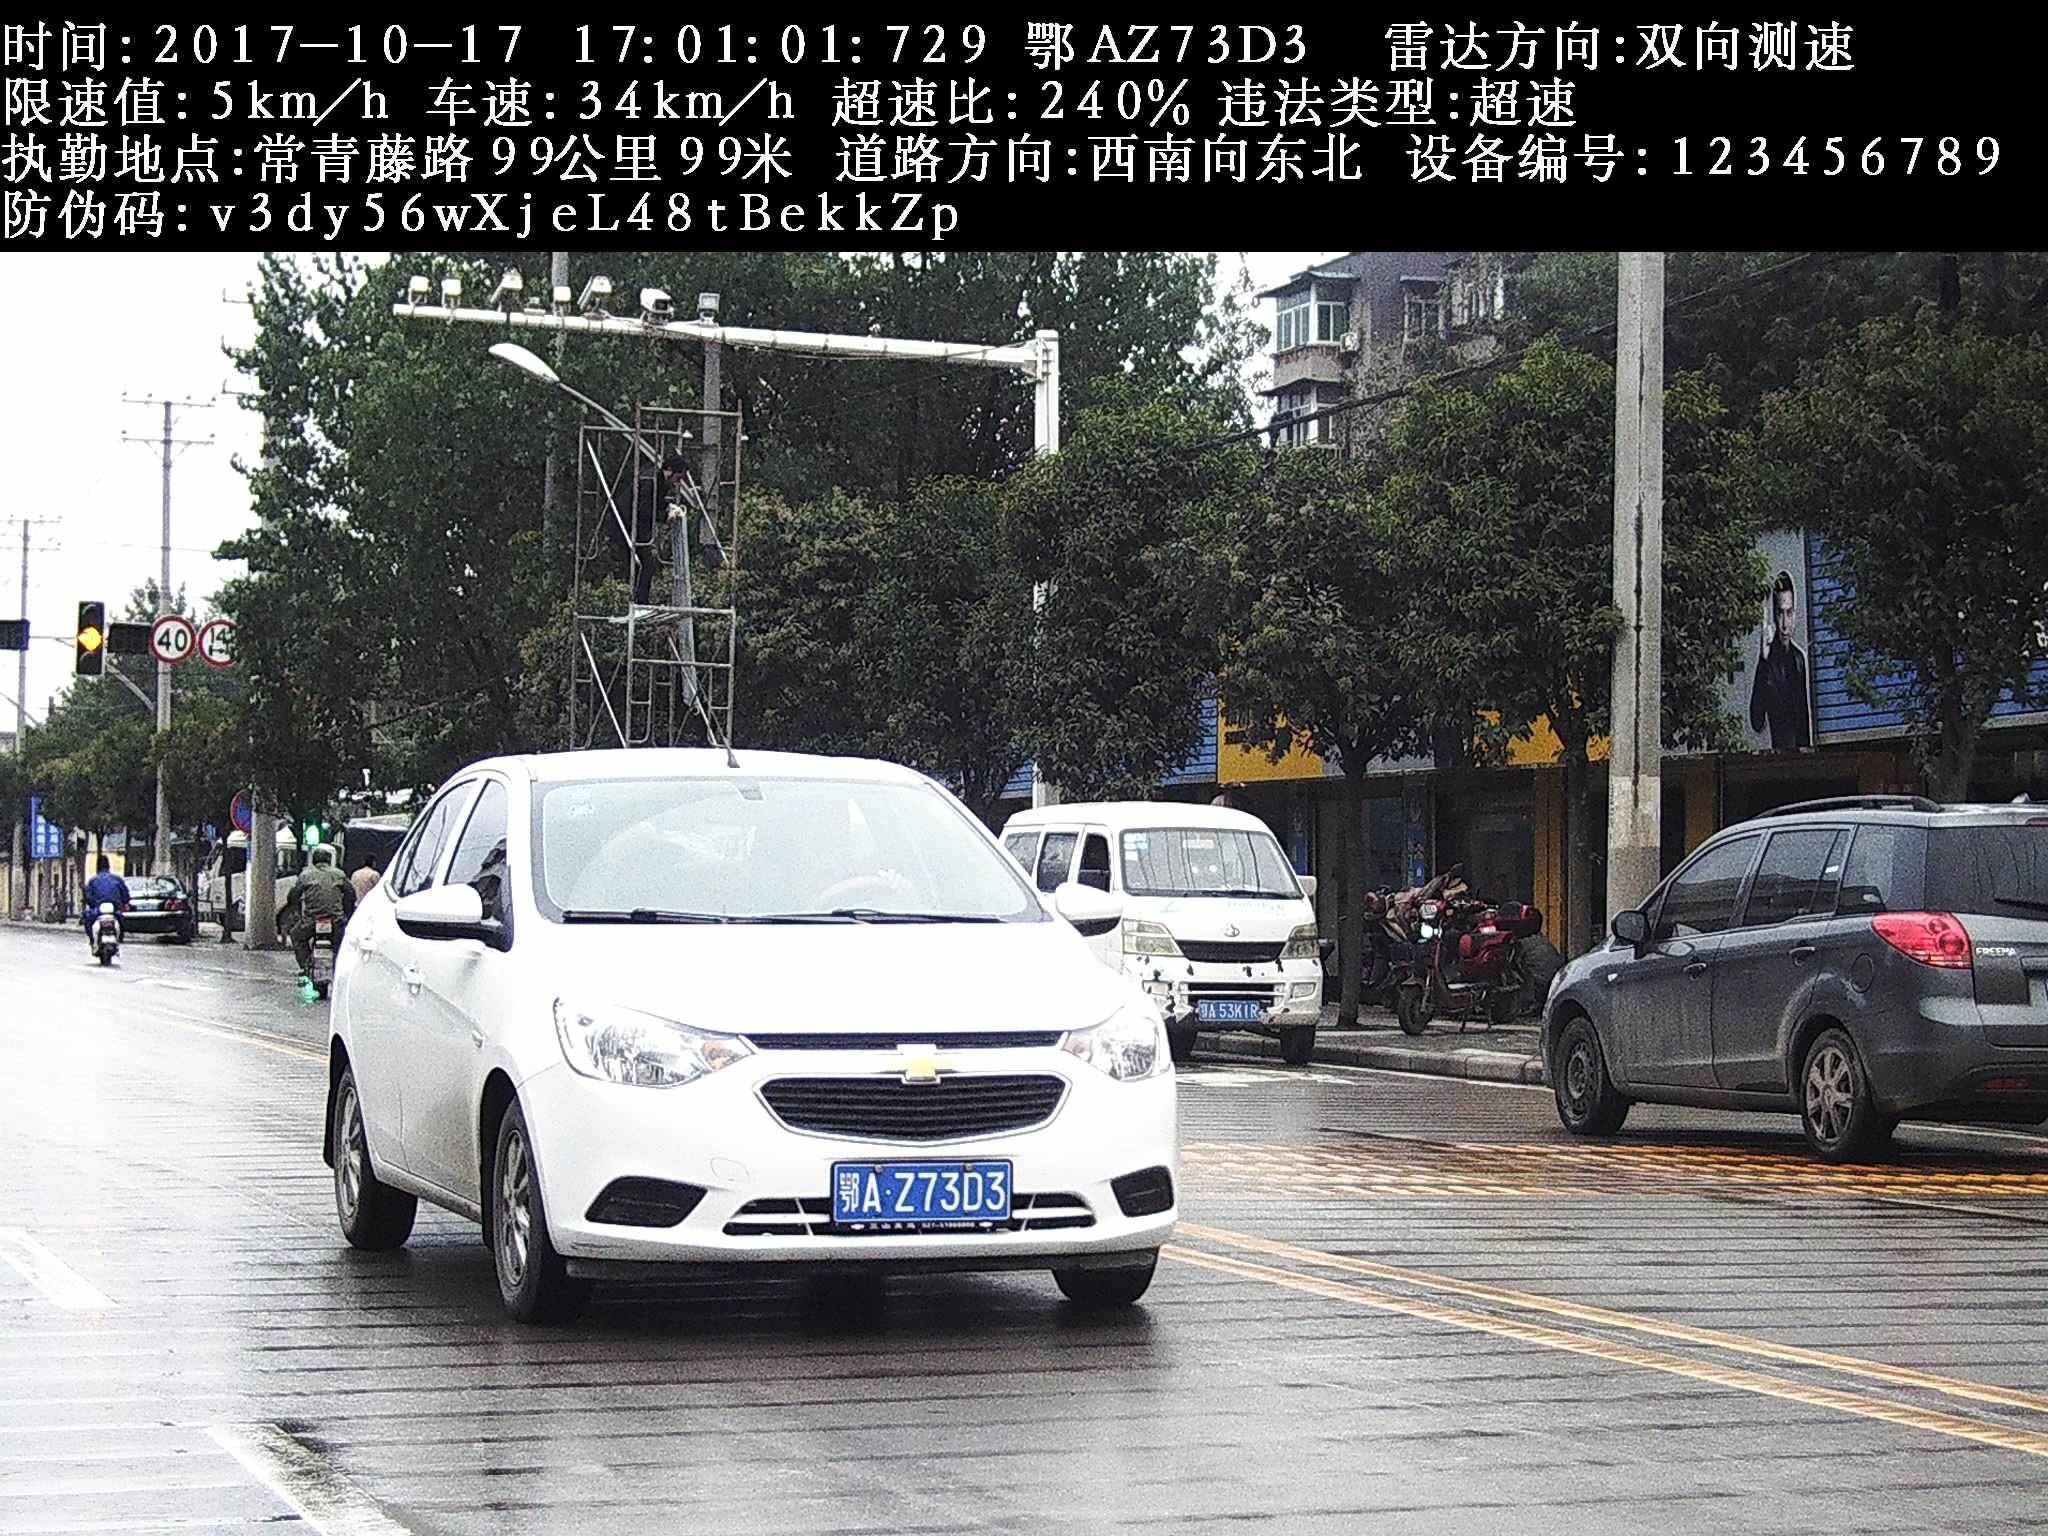 时间: 2017-10-17 17:01:01:729 鄂AZ73D3 雷达方向:双向测速
限速值: 5km/h 车速: 34km/h 超速比: 240% 违法类型:超速
执勤地点:常青藤路99公里99米 道路方向:西南向东北 设备编号: 123456789
防伪码: v3dy56wXjeL48tBekkZp
40
14
FREEMA
鄂A 53K1R
鄂A·Z73D3